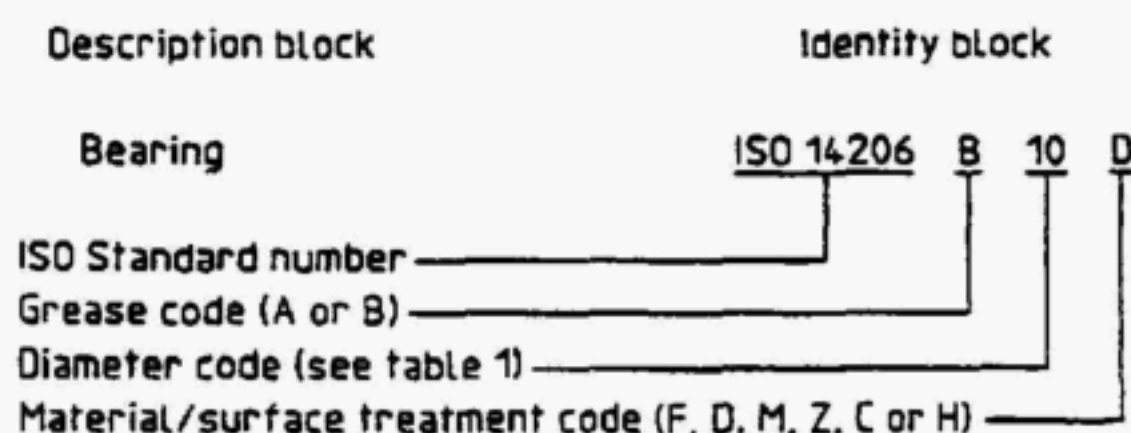 Description block Identity block
Bearing ISO 14206 B 10 D
ISO Standard number
Grease code (A or B)
Diameter code (see table 1)
Material/surface treatment code (F, D, M, Z, C or H)